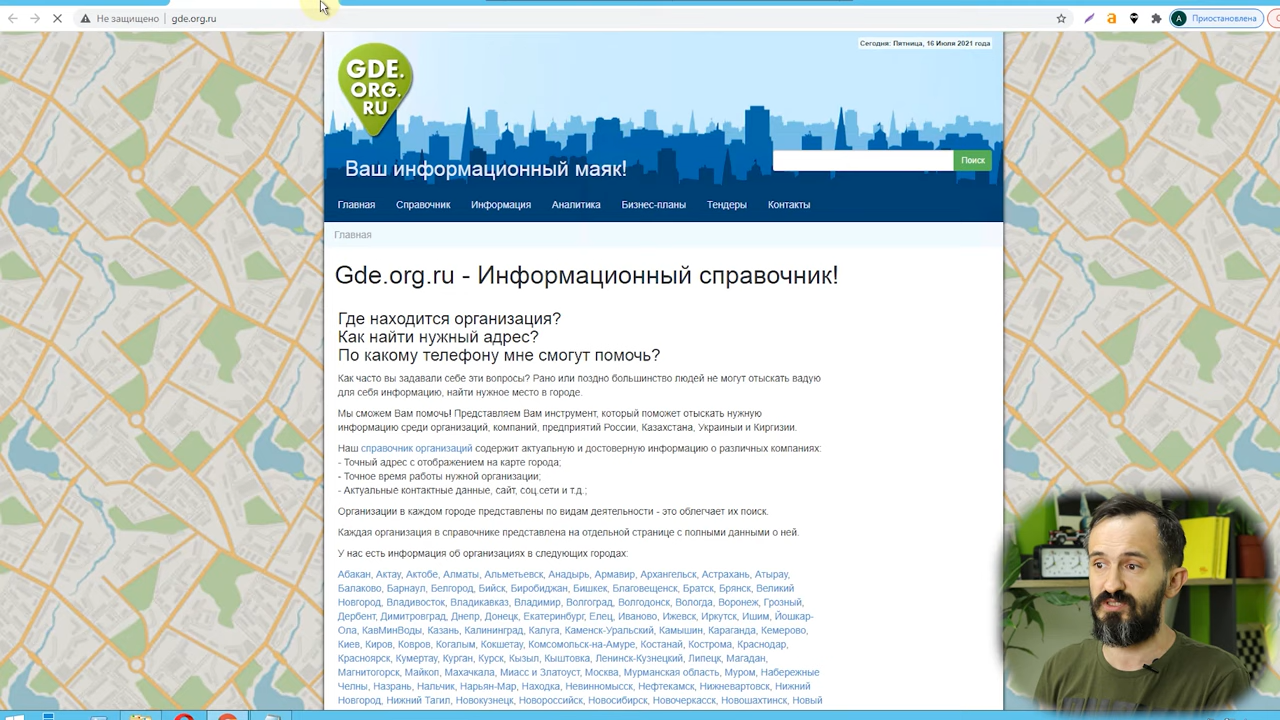 Не защищено
gde.org.ru
A
Приостановлена
Сегодня: Пятница, 16 Июля 2021 года
GDE.
ORG.
RU
Ваш информационный маяк!
Поиск
Главная Справочник Информация Аналитика Бизнес-планы Тендеры Контакты
Главная
Gde.org.ru - Информационный справочник!
Где находится организация?
Как найти нужный адрес?
По какому телефону мне смогут помочь?
Как часто вы задавали себе эти вопросы? Рано или поздно большинство людей не могут отыскать вадую
для себя информацию, найти нужное место в городе.
Мы сможем Вам помочь! Представляем Вам инструмент, который поможет отыскать нужную
информацию среди организаций, компаний, предприятий России, Казахстана, Украиныи и Киргизии.
Наш справочник организаций содержит актуальную и достоверную информацию о различных компаниях:
- Точный адрес с отображением на карте города;
- Точное время работы нужной организации;
- Актуальные контактные данные, сайт, соц.сети и т.д.;
Организации в каждом городе представлены по видам деятельности - это облегчает их поиск.
Каждая организация в справочнике представлена на отдельной странице с полными данными о ней.
У нас есть информация об организациях в следующих городах:
Абакан, Актау, Актобе, Алматы, Альметьевск, Анадырь, Армавир, Архангельск, Астрахань, Атырау,
Балаково, Барнаул, Белгород, Бийск, Биробиджан, Бишкек, Благовещенск, Братск, Брянск, Великий
Новгород, Владивосток, Владикавказ, Владимир, Волгоград, Волгодонск, Вологда, Воронеж, Грозный,
Дербент, Димитровград, Днепр, Донецк, Екатеринбург, Елец, Иваново, Ижевск, Иркутск, Ишим, Йошкар-
Ола, КавМинВоды, Казань, Калининград, Калуга, Каменск-Уральский, Камышин, Караганда, Кемерово,
Киев, Киров, Ковров, Когалым, Кокшетау, Комсомольск-на-Амуре, Костанай, Кострома, Краснодар,
Красноярск, Кумертау, Курган, Курск, Кызыл, Кыштовка, Ленинск-Кузнецкий, Липецк, Магадан,
Магнитогорск, Майкоп, Махачкала, Миасс и Златоуст, Москва, Мурманская область, Муром, Набережные
Челны, Назрань, Нальчик, Нарьян-Мар, Находка, Невинномысск, Нефтекамск, Нижневартовск, Нижний
Новгород, Нижний Тагил, Новокузнецк, Новороссийск, Новосибирск, Новочеркасск, Новошахтинск, Новый